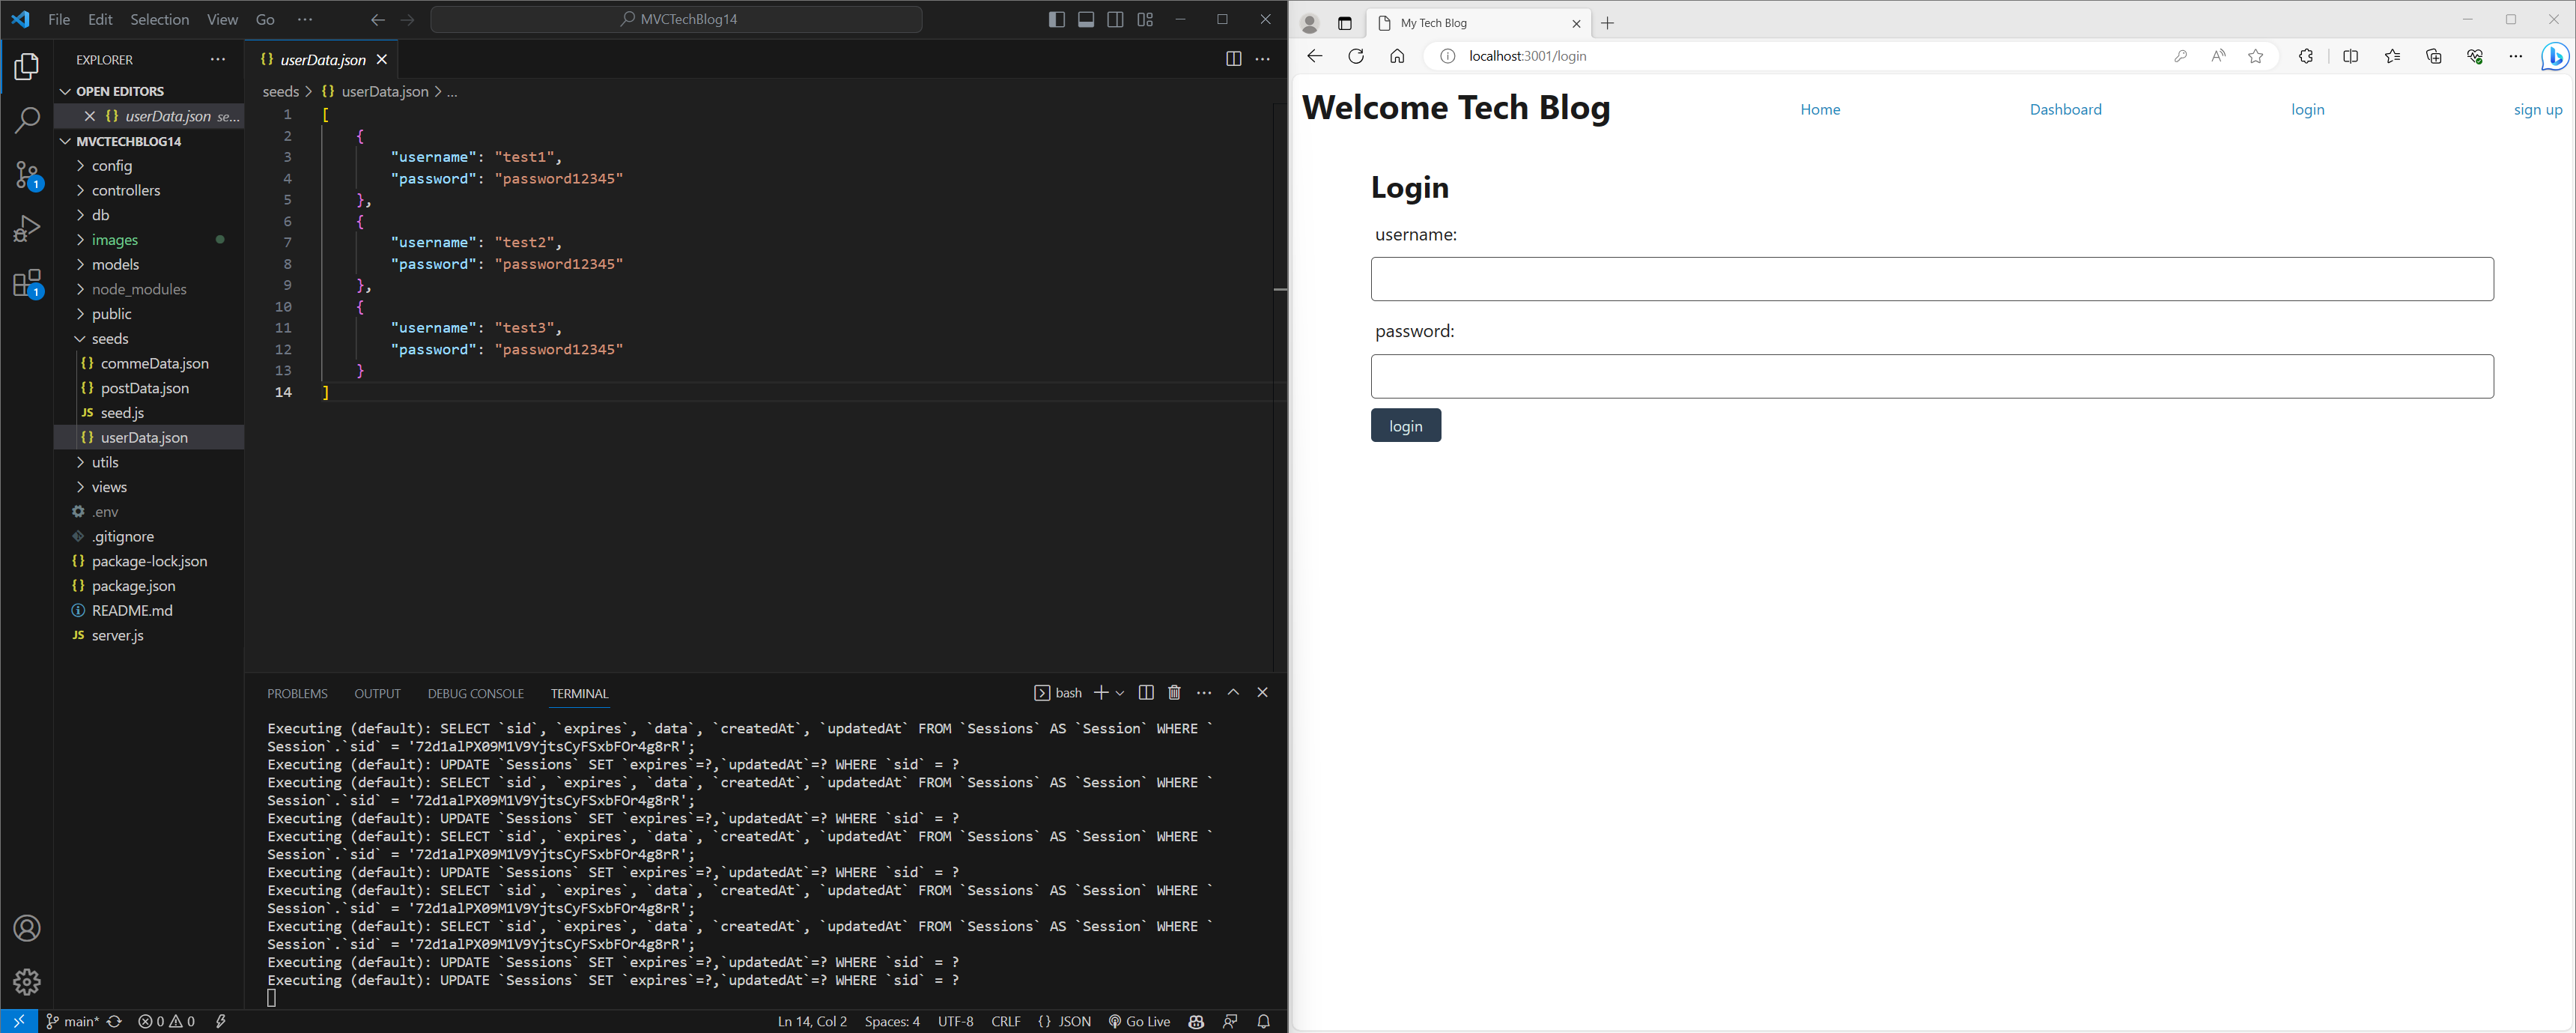 File Edit Selection View Go ··· MVCTechBlog14
EXPLORER ···
OPEN EDITORS
userData.json se...
MVCTECHBLOG14
config
controllers
db
images
models
node_modules
public
seeds
{} commeData.json
{} postData.json
JS seed.js
{} userData.json
utils
views
.env
.gitignore
{} package-lock.json
{} package.json
README.md
JS server.js
1
1
{} userData.json
seeds > {} userData.json > ...
1 [
2 {
3 "username": "test1",
4 "password": "password12345"
5 },
6 {
7 "username": "test2",
8 "password": "password12345"
9 },
10 {
11 "username": "test3",
12 "password": "password12345"
13 }
14 ]
PROBLEMS OUTPUT DEBUG CONSOLE TERMINAL bash
Executing (default): SELECT `sid`, `expires`, `data`, `createdAt`, `updatedAt` FROM `Sessions` AS `Session` WHERE `
Session`.`sid` = '72d1alPX09M1V9YjtsCyFSxbFOr4g8rR';
Executing (default): UPDATE `Sessions` SET `expires`=?,`updatedAt`=? WHERE `sid` = ?
Executing (default): SELECT `sid`, `expires`, `data`, `createdAt`, `updatedAt` FROM `Sessions` AS `Session` WHERE `
Session`.`sid` = '72d1alPX09M1V9YjtsCyFSxbFOr4g8rR';
Executing (default): UPDATE `Sessions` SET `expires`=?,`updatedAt`=? WHERE `sid` = ?
Executing (default): SELECT `sid`, `expires`, `data`, `createdAt`, `updatedAt` FROM `Sessions` AS `Session` WHERE `
Session`.`sid` = '72d1alPX09M1V9YjtsCyFSxbFOr4g8rR';
Executing (default): UPDATE `Sessions` SET `expires`=?,`updatedAt`=? WHERE `sid` = ?
Executing (default): SELECT `sid`, `expires`, `data`, `createdAt`, `updatedAt` FROM `Sessions` AS `Session` WHERE `
Session`.`sid` = '72d1alPX09M1V9YjtsCyFSxbFOr4g8rR';
Executing (default): SELECT `sid`, `expires`, `data`, `createdAt`, `updatedAt` FROM `Sessions` AS `Session` WHERE `
Session`.`sid` = '72d1alPX09M1V9YjtsCyFSxbFOr4g8rR';
Executing (default): UPDATE `Sessions` SET `expires`=?,`updatedAt`=? WHERE `sid` = ?
Executing (default): UPDATE `Sessions` SET `expires`=?,`updatedAt`=? WHERE `sid` = ?
main* 0 0 Ln 14, Col 2 Spaces: 4 UTF-8 CRLF {} JSON Go Live
My Tech Blog
localhost:3001/login
Welcome Tech Blog Home Dashboard login sign up
Login
username:
password:
login